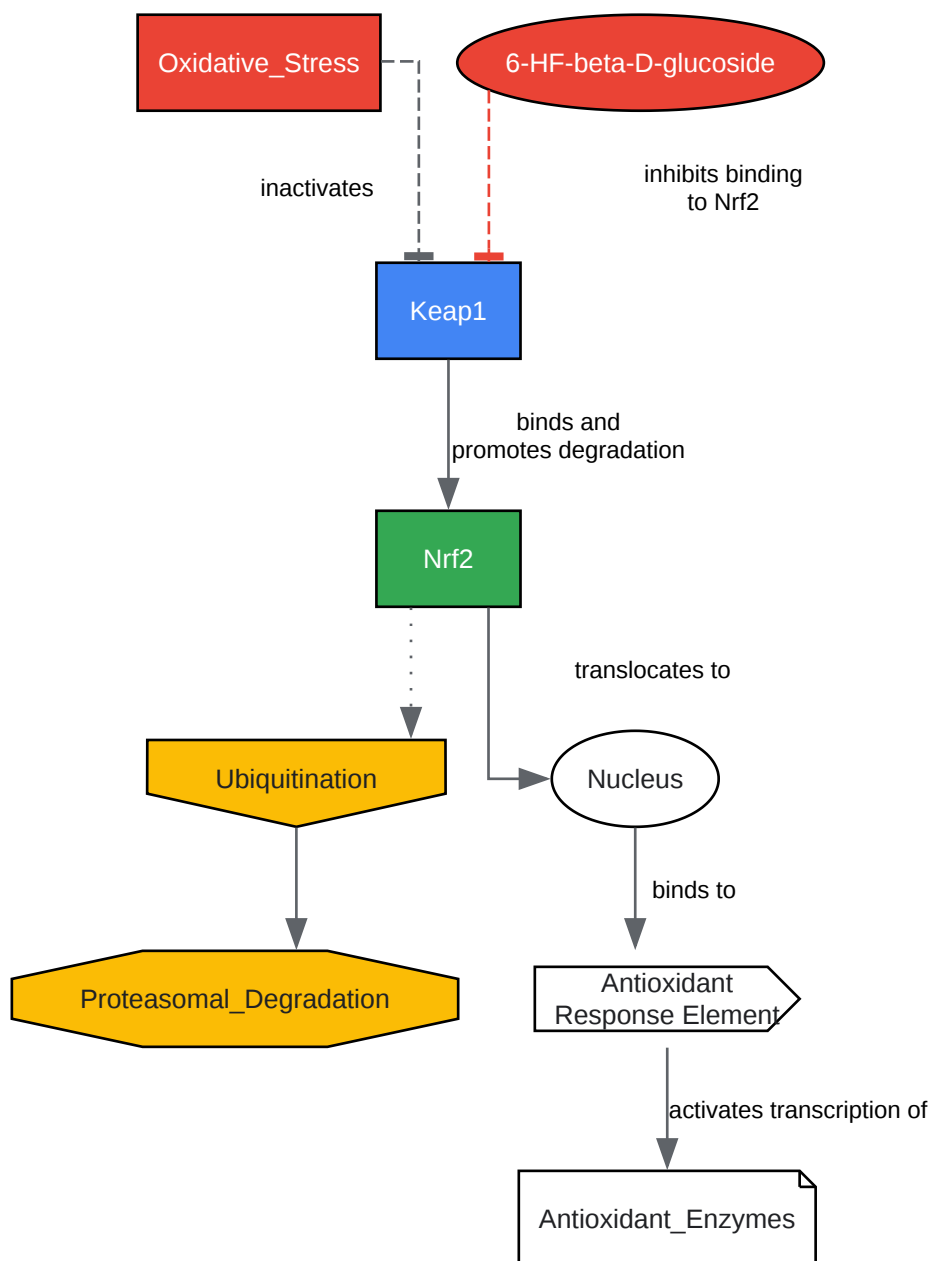 Oxidative_Stress
6-HF-beta-D-glucoside
inactivates
inhibits binding
to Nrf2
Keap1
binds and
promotes degradation
Nrf2
translocates to
Ubiquitination
Nucleus
binds to
Proteasomal_Degradation
Antioxidant
Response Element
activates transcription of
Antioxidant_Enzymes